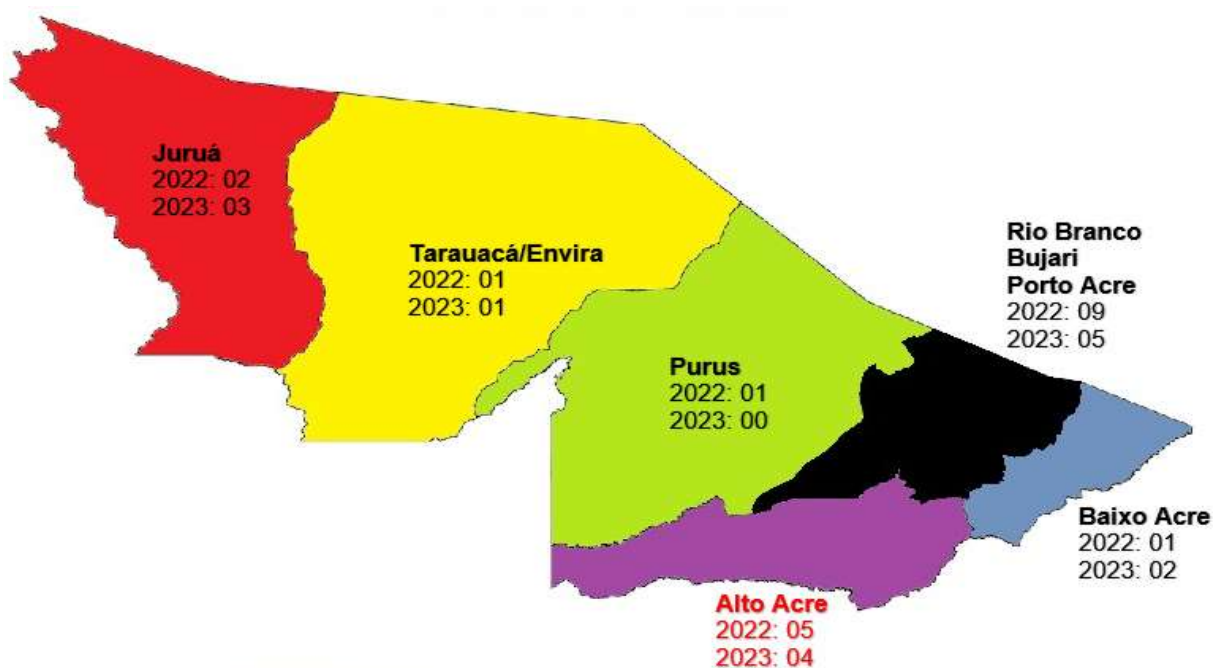 Juruá
2022: 02
2023: 03
Tarauacá/Envira
2022: 01
2023: 01
Purus
2022: 01
2023: 00
Rio Branco
Bujari
Porto Acre
2022: 09
2023: 05
Baixo Acre
2022: 01
2023: 02
Alto Acre
2022: 05
2023: 04